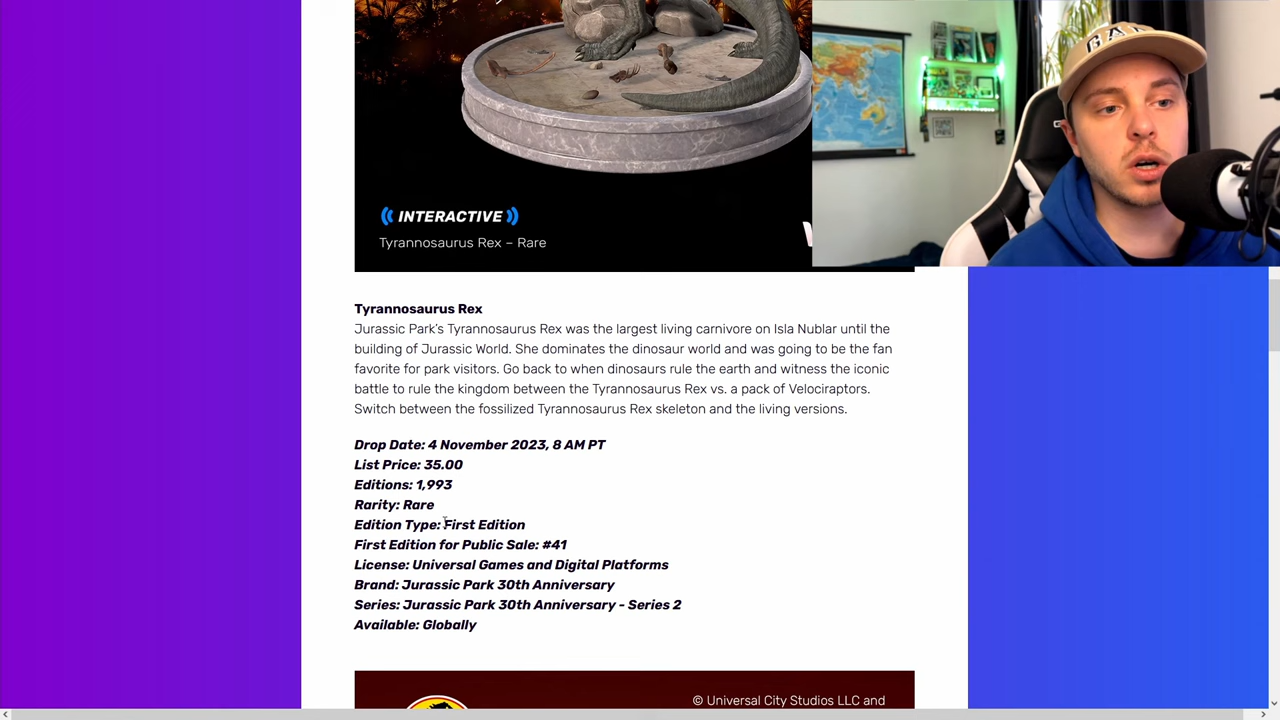 GAN
INTERACTIVE
Tyrannosaurus Rex – Rare
Tyrannosaurus Rex
Jurassic Park's Tyrannosaurus Rex was the largest living carnivore on Isla Nublar until the
building of Jurassic World. She dominates the dinosaur world and was going to be the fan
favorite for park visitors. Go back to when dinosaurs rule the earth and witness the iconic
battle to rule the kingdom between the Tyrannosaurus Rex vs. a pack of Velociraptors.
Switch between the fossilized Tyrannosaurus Rex skeleton and the living versions.
Drop Date: 4 November 2023, 8 AM PT
List Price: 35.00
Editions: 1,993
Rarity: Rare
Edition Type: First Edition
First Edition for Public Sale: #41
License: Universal Games and Digital Platforms
Brand: Jurassic Park 30th Anniversary
Series: Jurassic Park 30th Anniversary - Series 2
Available: Globally
© Universal City Studios LLC and